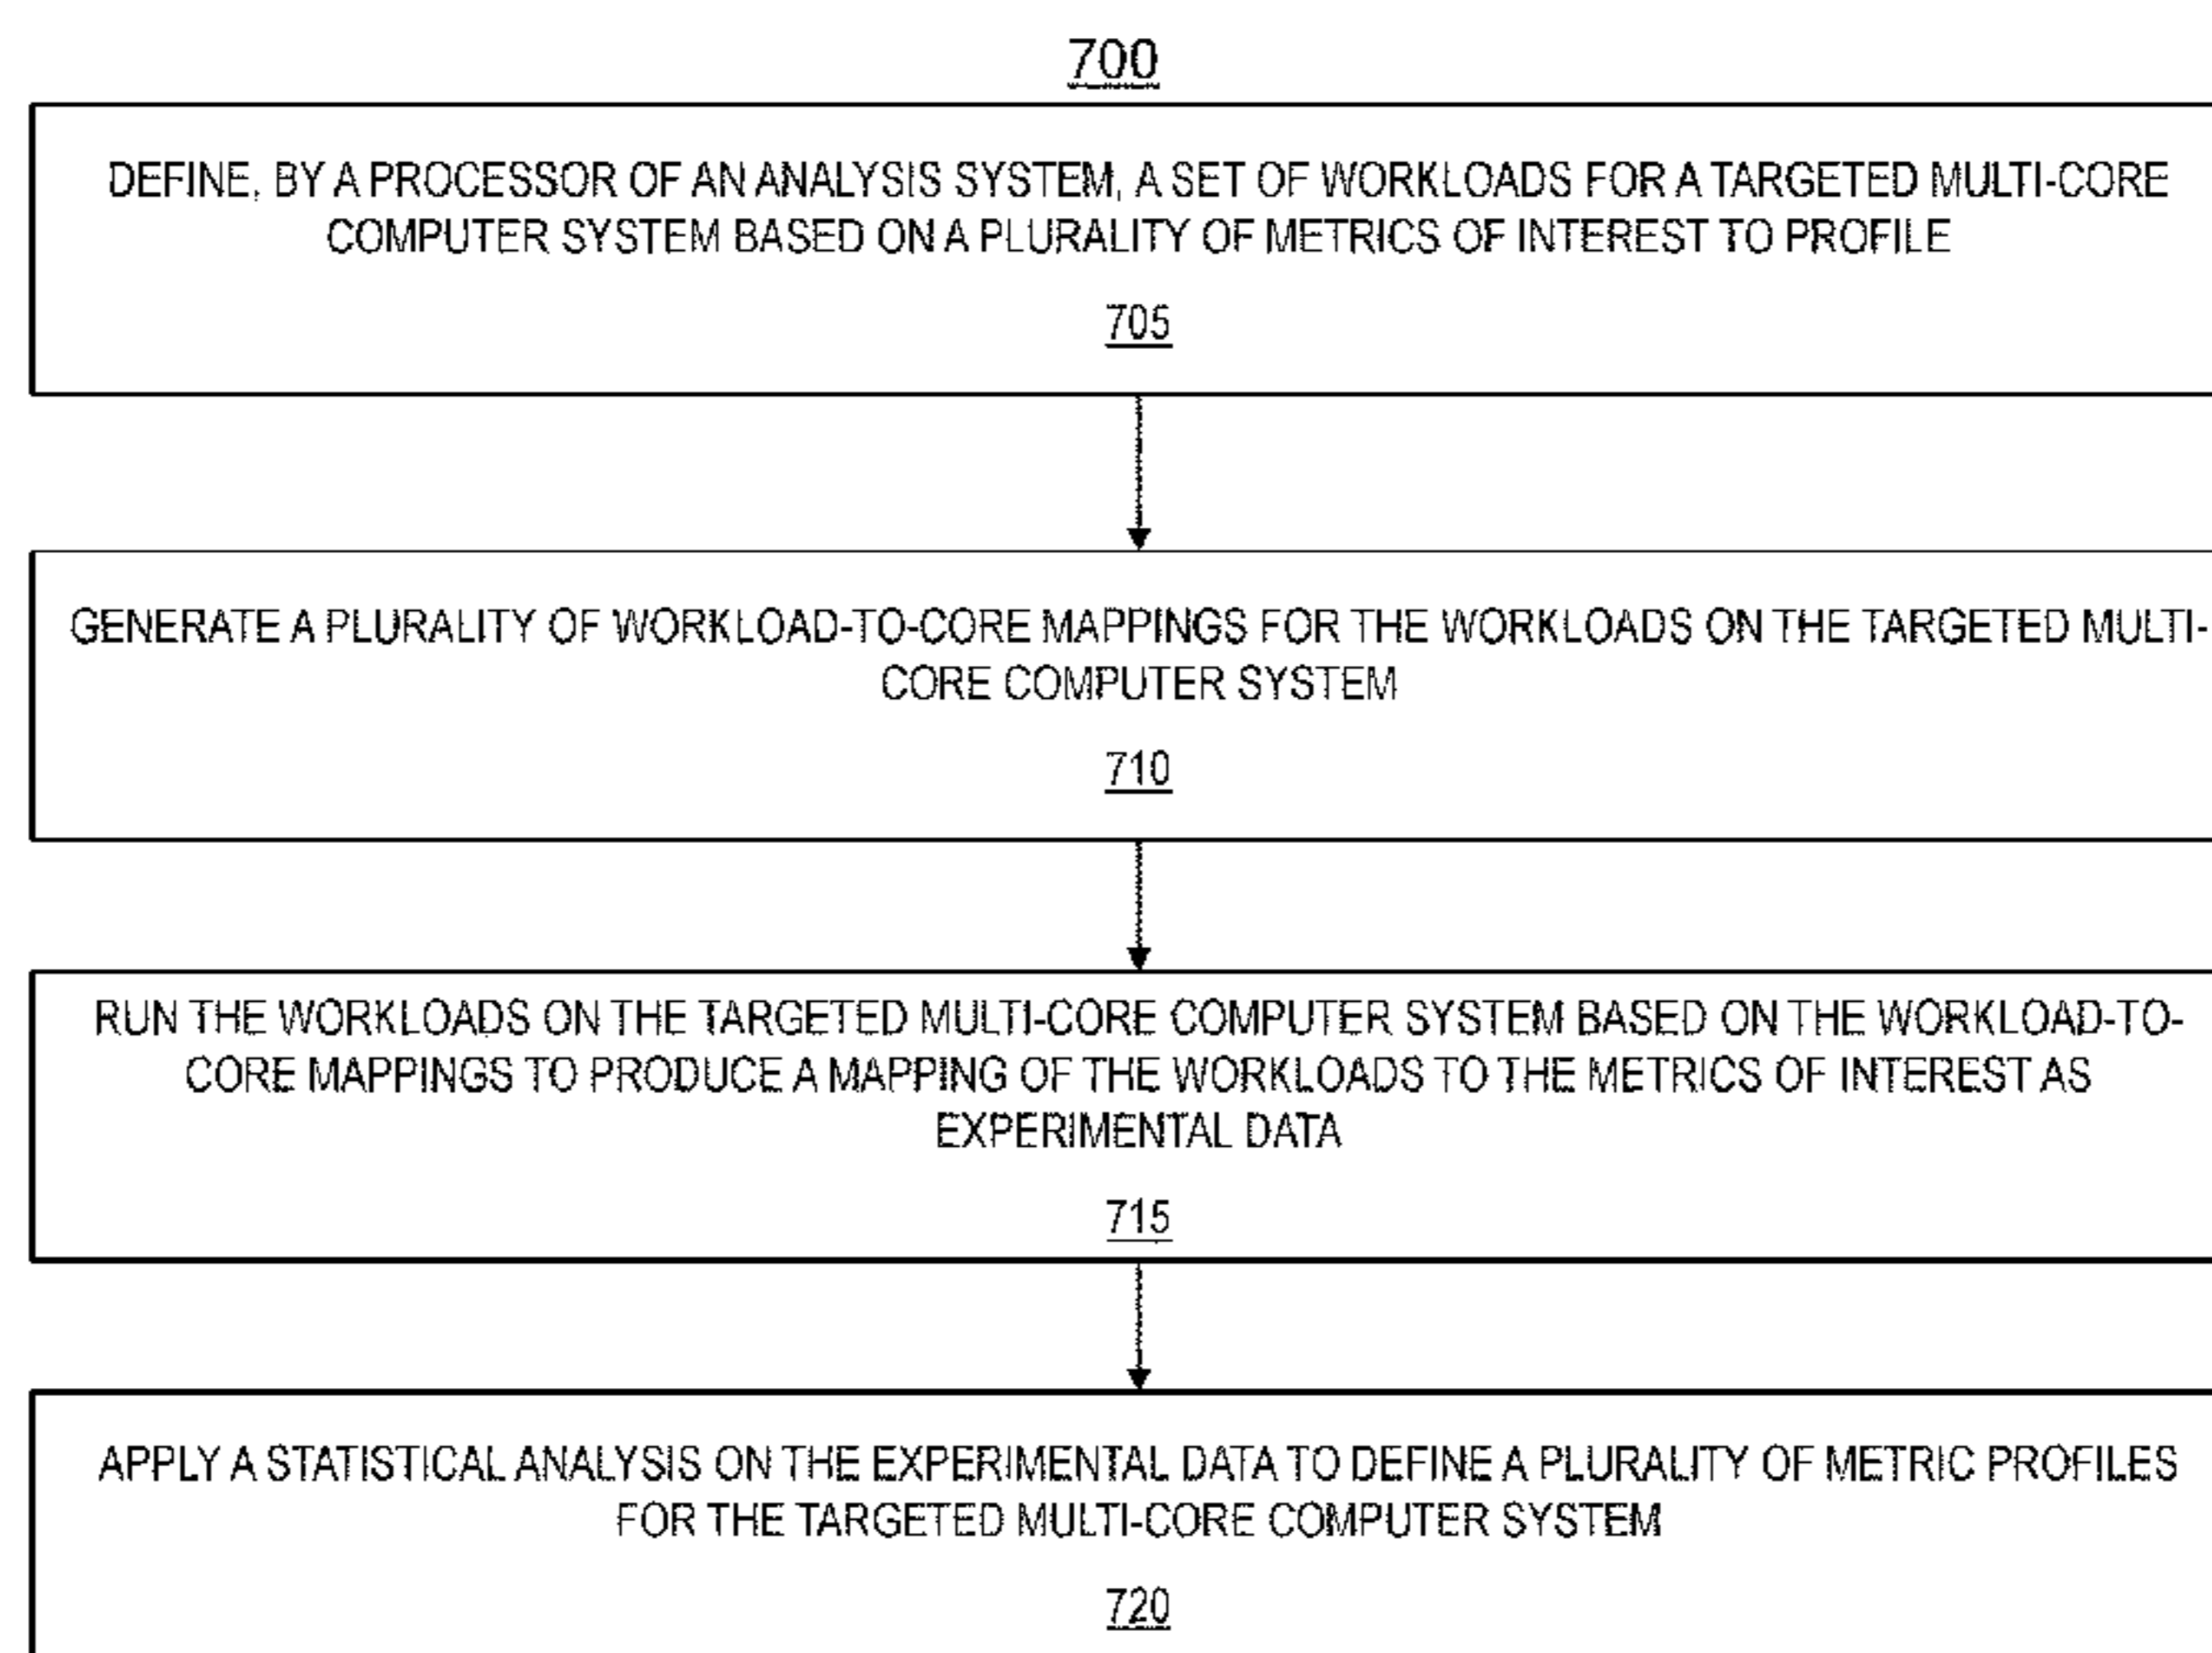 700
DEFINE, BY A PROCESSOR OF AN ANALYSIS SYSTEM, A SET OF WORKLOADS FOR A TARGETED MULTI-CORE
COMPUTER SYSTEM BASED ON A PLURALITY OF METRICS OF INTEREST TO PROFILE
705
GENERATE A PLURALITY OF WORKLOAD-TO-CORE MAPPINGS FOR THE WORKLOADS ON THE TARGETED MULTI-
CORE COMPUTER SYSTEM
710
RUN THE WORKLOADS ON THE TARGETED MULTI-CORE COMPUTER SYSTEM BASED ON THE WORKLOAD-TO-
CORE MAPPINGS TO PRODUCE A MAPPING OF THE WORKLOADS TO THE METRICS OF INTEREST AS
EXPERIMENTAL DATA
715
APPLY A STATISTICAL ANALYSIS ON THE EXPERIMENTAL DATA TO DEFINE A PLURALITY OF METRIC PROFILES
FOR THE TARGETED MULTI-CORE COMPUTER SYSTEM
720